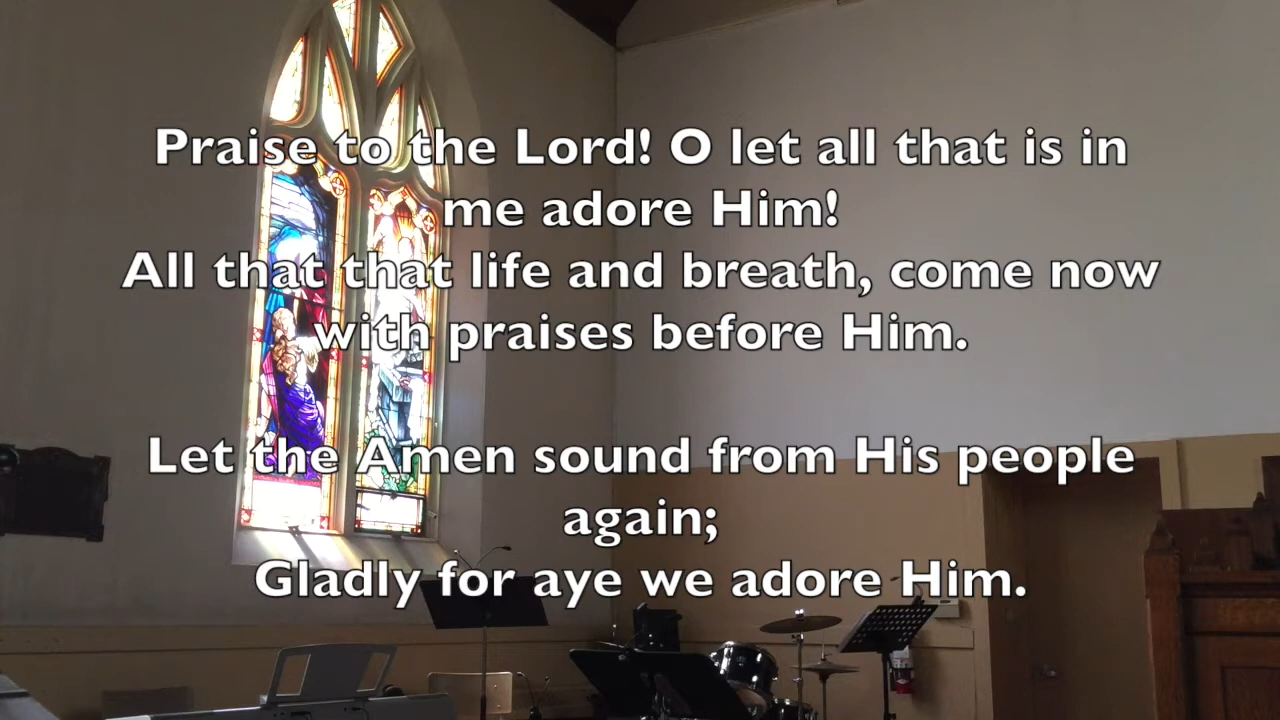 Praise to the Lord! O let all that is in
me adore Him!
All that that life and breath, come now
with praises before Him.
Let the Amen sound from His people
again;
Gladly for aye we adore Him.